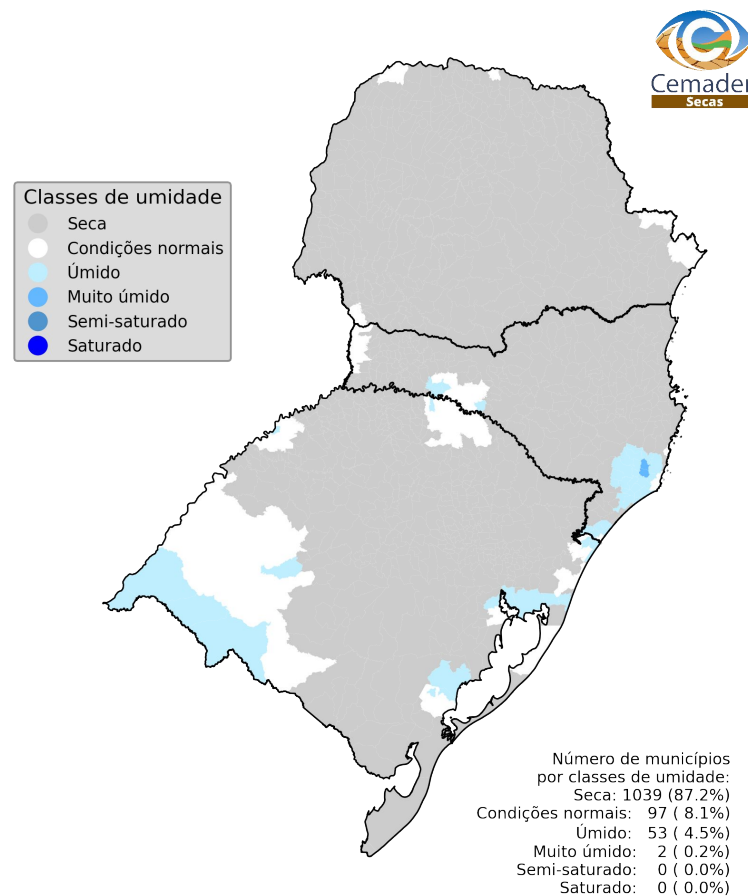 Cemaden
Secas
Classes de umidade
Seca
Condições normais
Úmido
Muito úmido
Semi-saturado
Saturado
Número de municípios
por classes de umidade:
Seca: 1039 (87.2%)
Condições normais: 97 ( 8.1%)
Úmido: 53 ( 4.5%)
Muito úmido: 2 ( 0.2%)
Semi-saturado: 0 ( 0.0%)
Saturado: 0 ( 0.0%)